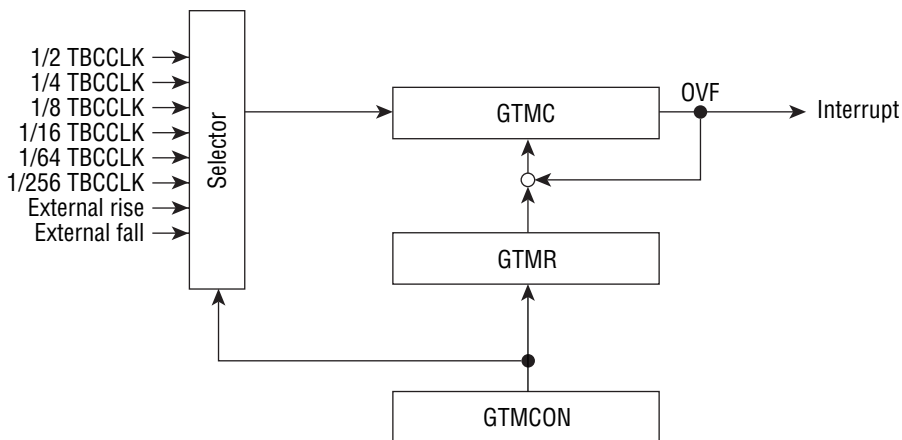 1/2 TBCCLK
1/4 TBCCLK
1/8 TBCCLK
1/16 TBCCLK
1/64 TBCCLK
1/256 TBCCLK
External rise
External fall
Selector
GTMC
OVF
Interrupt
GTMR
GTMCON